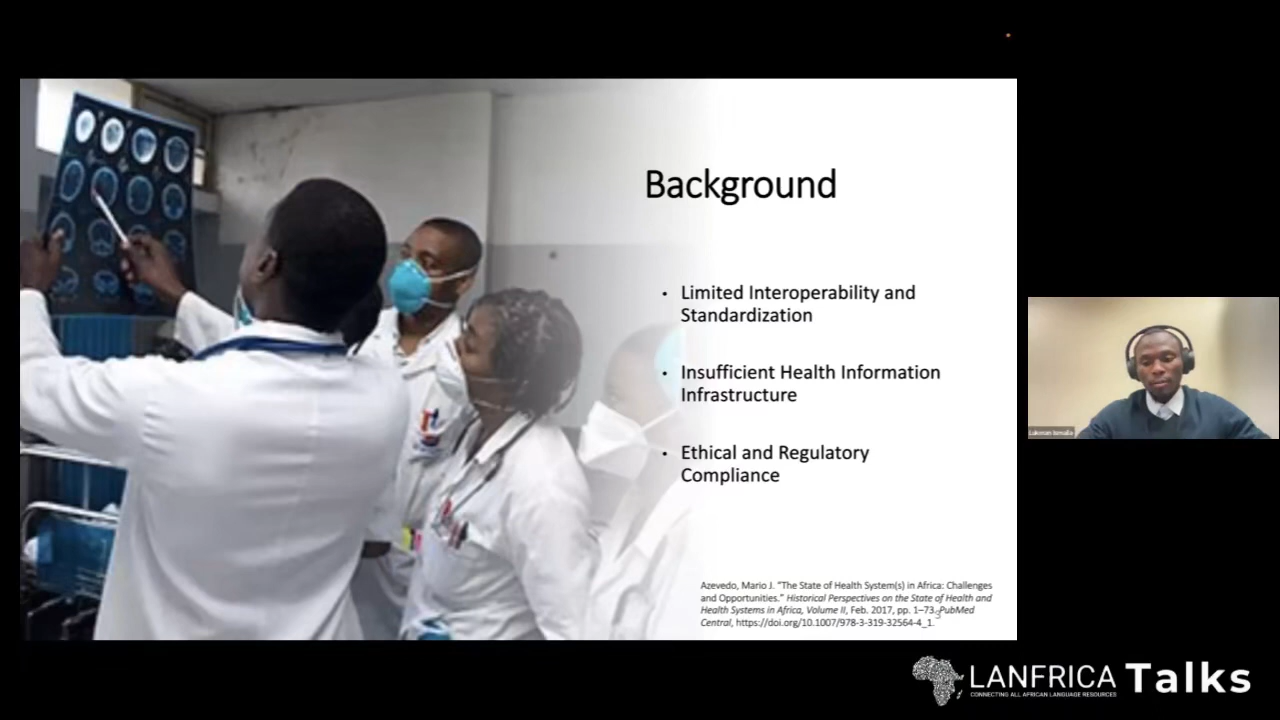 Background
• Limited Interoperability and
Standardization
• Insufficient Health Information
Infrastructure
• Ethical and Regulatory
Compliance
Azevedo, Mario J. "The State of Health System(s) in Africa: Challenges
and Opportunities." Historical Perspectives on the State of Health and
Health Systems in Africa, Volume II, Feb. 2017, pp. 1–73. PubMed
Central, https://doi.org/10.1007/978-3-319-32564-4_1.
3
Lukman Ismaila
LANFRICA Talks
CONNECTING ALL AFRICAN LANGUAGE RESOURCES